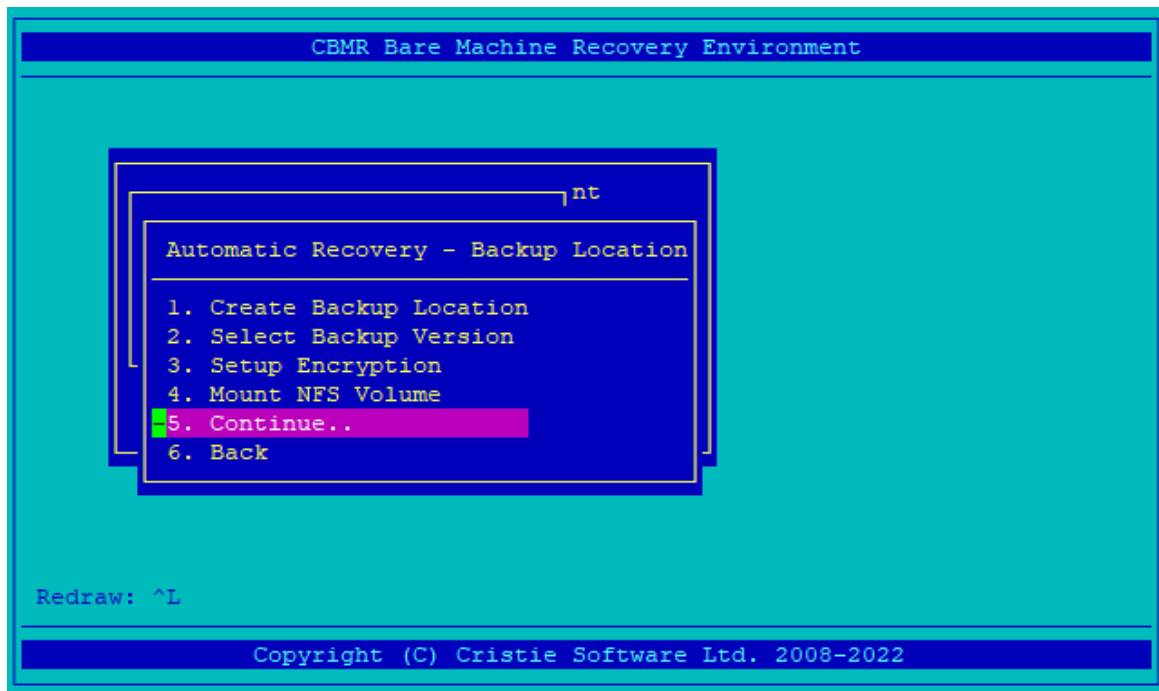 CBMR Bare Machine Recovery Environment
nt
Automatic Recovery - Backup Location
1. Create Backup Location
2. Select Backup Version
3. Setup Encryption
4. Mount NFS Volume
-5. Continue..
6. Back
Redraw: ^L
Copyright (C) Cristie Software Ltd. 2008-2022